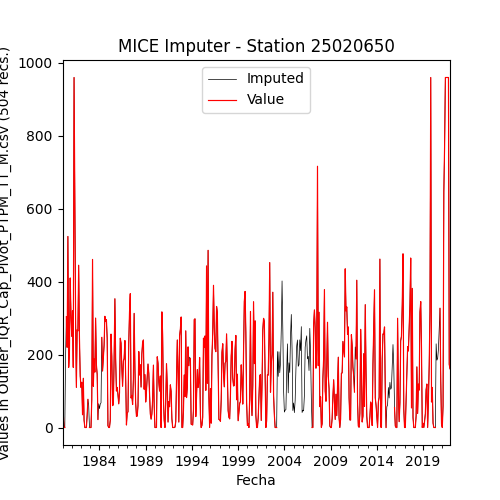 MICE Imputer - Station 25020650
Imputed
Value
1000
800
600
400
200
0
Values in Outlier_IQR_Cap_Pivot_PTPM_TT_M.csv (504 recs.)
1984 1989 1994 1999 2004 2009 2014 2019
Fecha